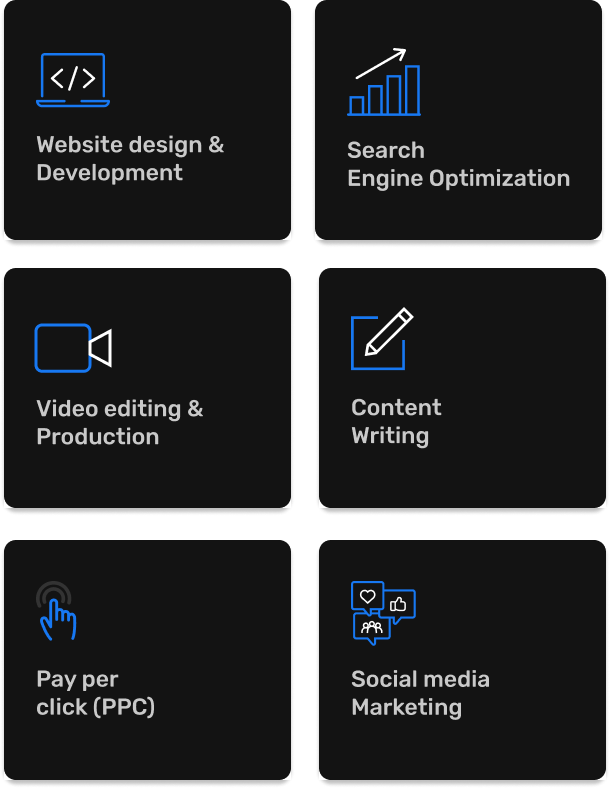 Website design &
Development
Search
Engine Optimization
Video editing &
Production
Content
Writing
Pay per
click (PPC)
Social media
Marketing